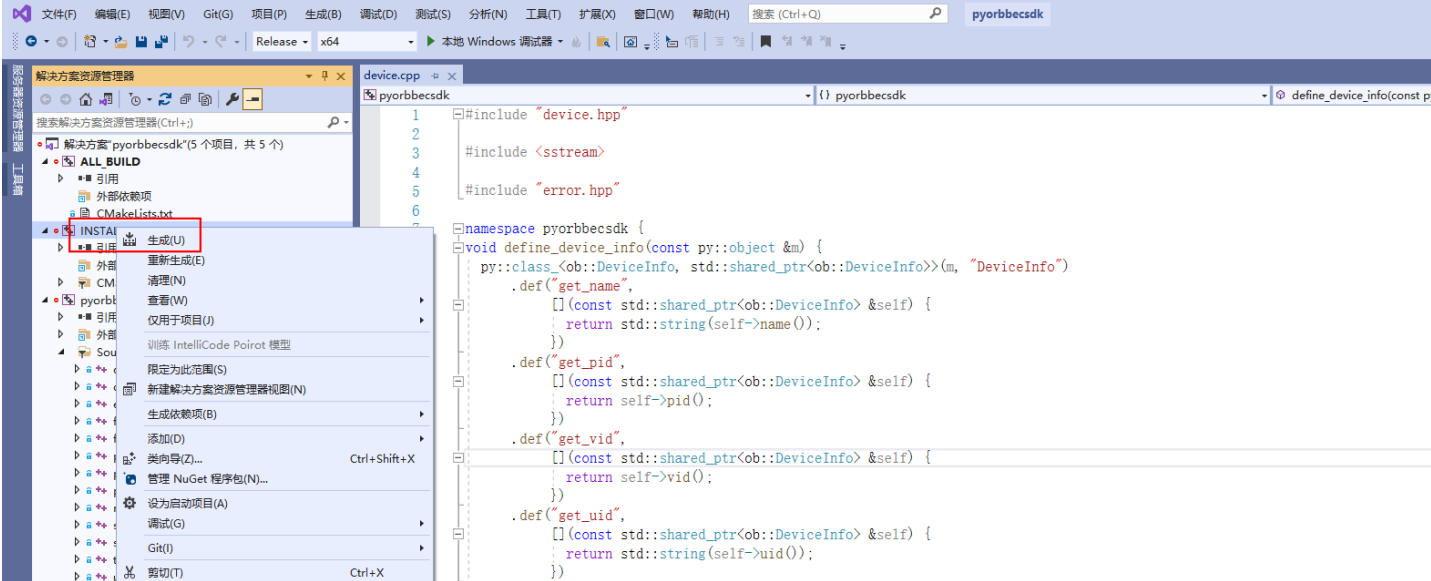 文件(F) 编辑(E) 视图(V) Git(G) 项目(P) 生成(B) 调试(D) 测试(S) 分析(N) 工具(T) 扩展(X) 窗口(W) 帮助(H) 搜索 (Ctrl+Q) pyorbbecsdk
Release x64 本地 Windows 调试器
服务器资源管理器
工具箱
解决方案资源管理器
搜索解决方案资源管理器(Ctrl+;)
解决方案"pyorbbecsdk"(5 个项目，共 5 个)
ALL_BUILD
引用
外部依赖项
CMakeLists.txt
INSTAL
引用
外部
CM
pyorbb
引用
外部
Sou
生成(U)
重新生成(E)
清理(N)
查看(W)
仅用于项目(J)
训练 IntelliCode Poirot 模型
限定为此范围(S)
新建解决方案资源管理器视图(N)
生成依赖项(B)
添加(D)
类向导(Z)... Ctrl+Shift+X
管理 NuGet 程序包(N)...
设为启动项目(A)
调试(G)
Git(I)
剪切(T) Ctrl+X
device.cpp
pyorbbecsdk {} pyorbbecsdk define_device_info(const p
1 #include "device.hpp"
2
3 #include <sstream>
4
5 #include "error.hpp"
6
7 namespace pyorbbecsdk {
void define_device_info(const py::object &m) {
py::class_<ob::DeviceInfo, std::shared_ptr<ob::DeviceInfo>>(m, "DeviceInfo")
.def("get_name",
[](const std::shared_ptr<ob::DeviceInfo> &self) {
return std::string(self->name());
})
.def("get_pid",
[](const std::shared_ptr<ob::DeviceInfo> &self) {
return self->pid();
})
.def("get_vid",
[](const std::shared_ptr<ob::DeviceInfo> &self) {
return self->vid();
})
.def("get_uid",
[](const std::shared_ptr<ob::DeviceInfo> &self) {
return std::string(self->uid());
})